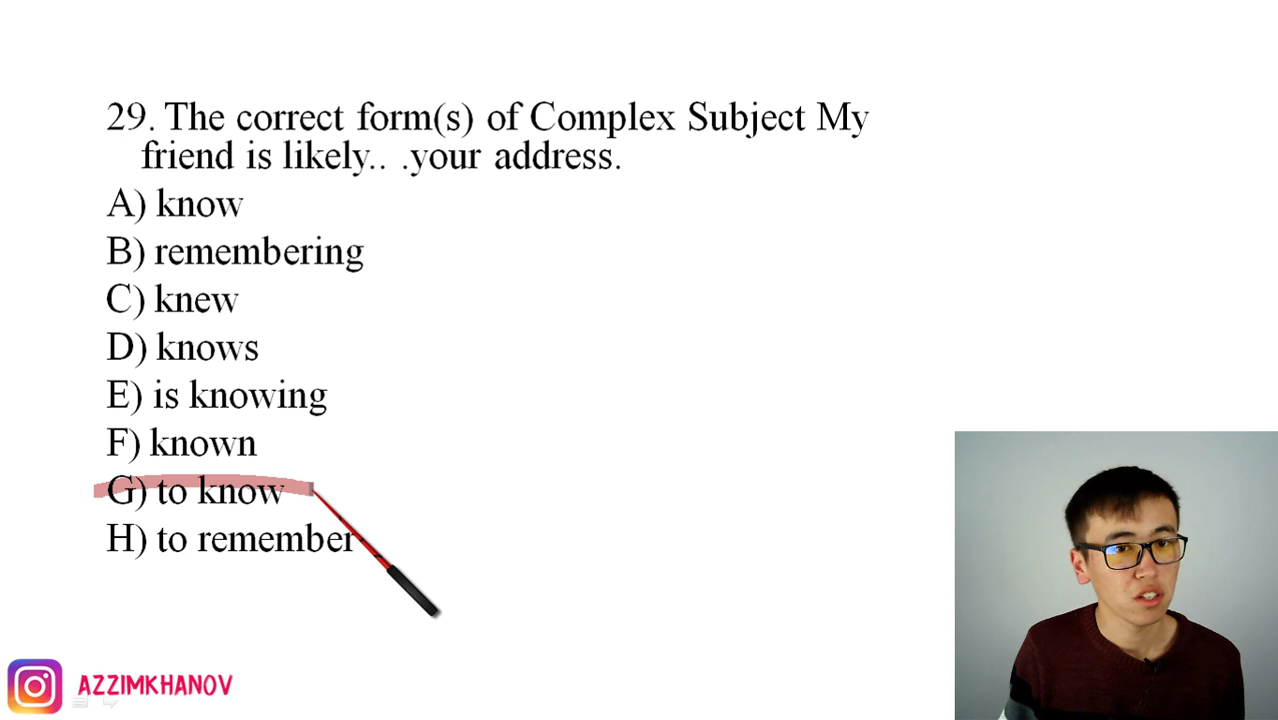 29. The correct form(s) of Complex Subject My
friend is likely.. .your address.
A) know
B) remembering
C) knew
D) knows
E) is knowing
F) known
G) to know
H) to remember
AZZIMKHANOV